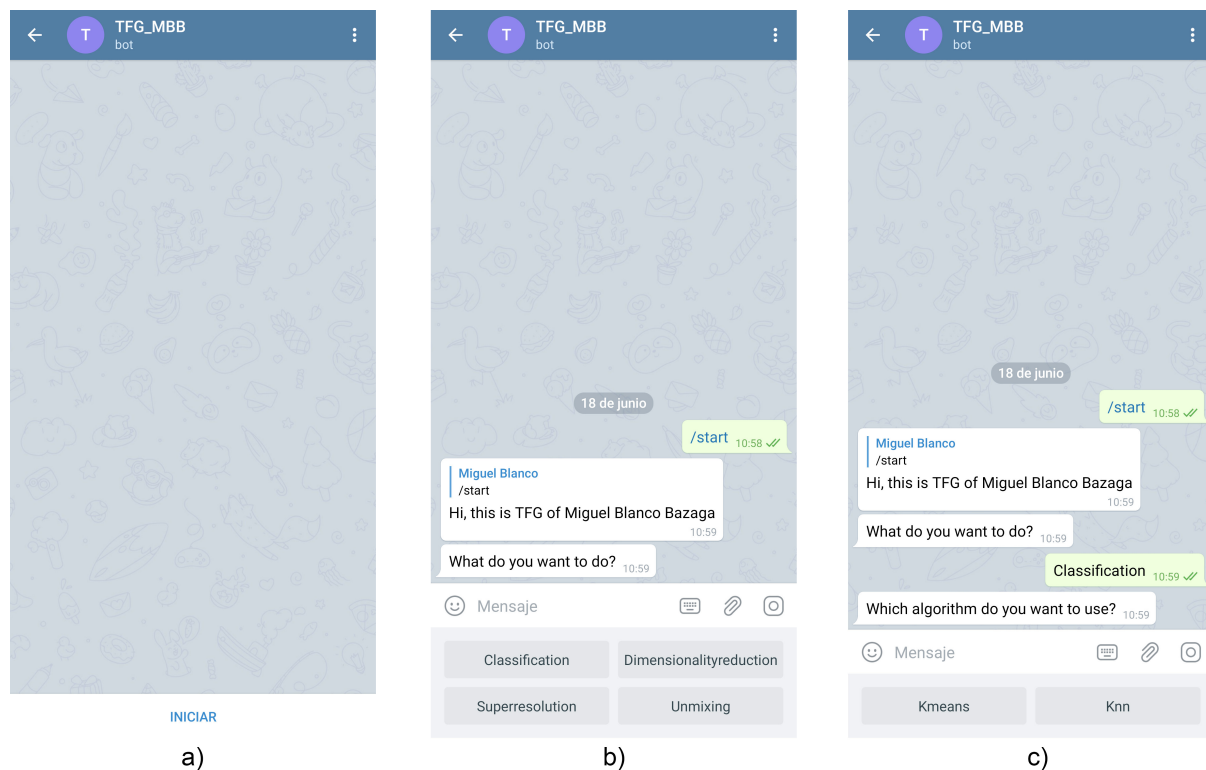 T
TFG_MBB
bot
INICIAR
a)
T
TFG_MBB
bot
18 de junio
/start 10:58
Miguel Blanco
/start
Hi, this is TFG of Miguel Blanco Bazaga
10:59
What do you want to do? 10:59
Mensaje
Classification Dimensionalityreduction
Superresolution Unmixing
b)
T
TFG_MBB
bot
18 de junio
/start 10:58
Miguel Blanco
/start
Hi, this is TFG of Miguel Blanco Bazaga
10:59
What do you want to do? 10:59
Classification 10:59
Which algorithm do you want to use? 10:59
Mensaje
Kmeans Knn
c)